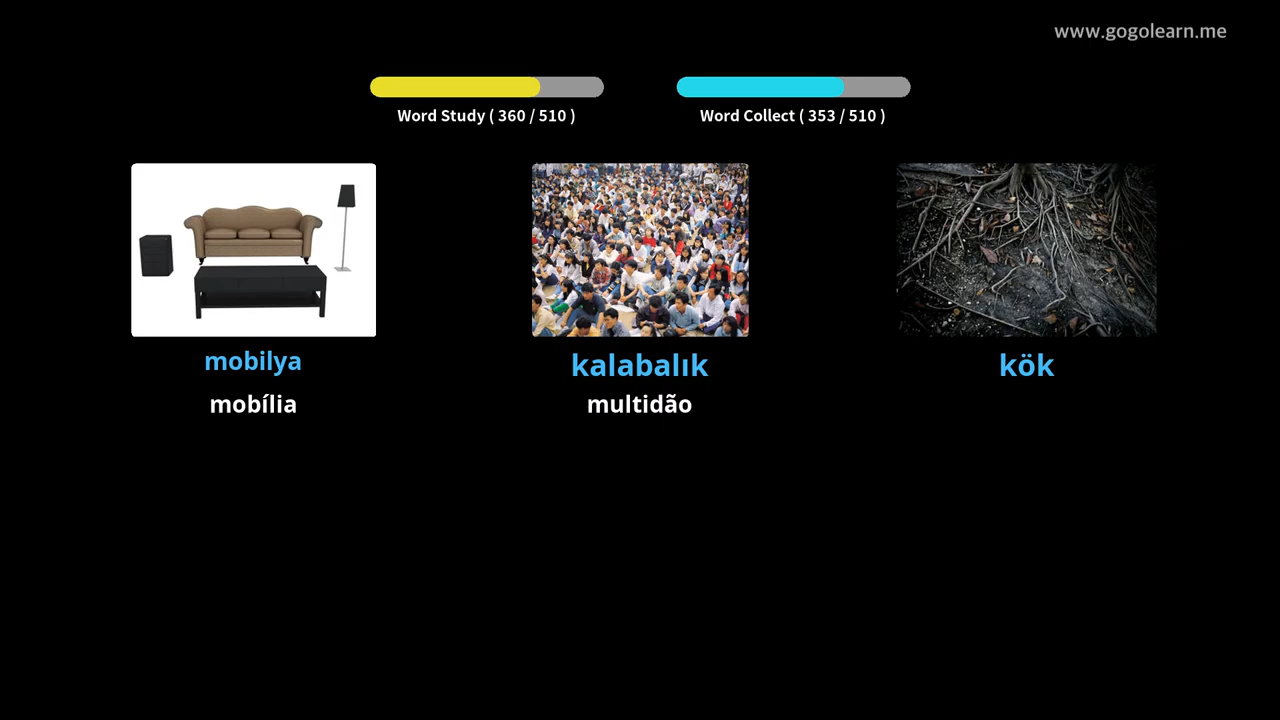 www.gogolearn.me
Word Study ( 360 / 510 )
Word Collect ( 353 / 510 )
mobilya
kalabalık
kök
mobília
multidão